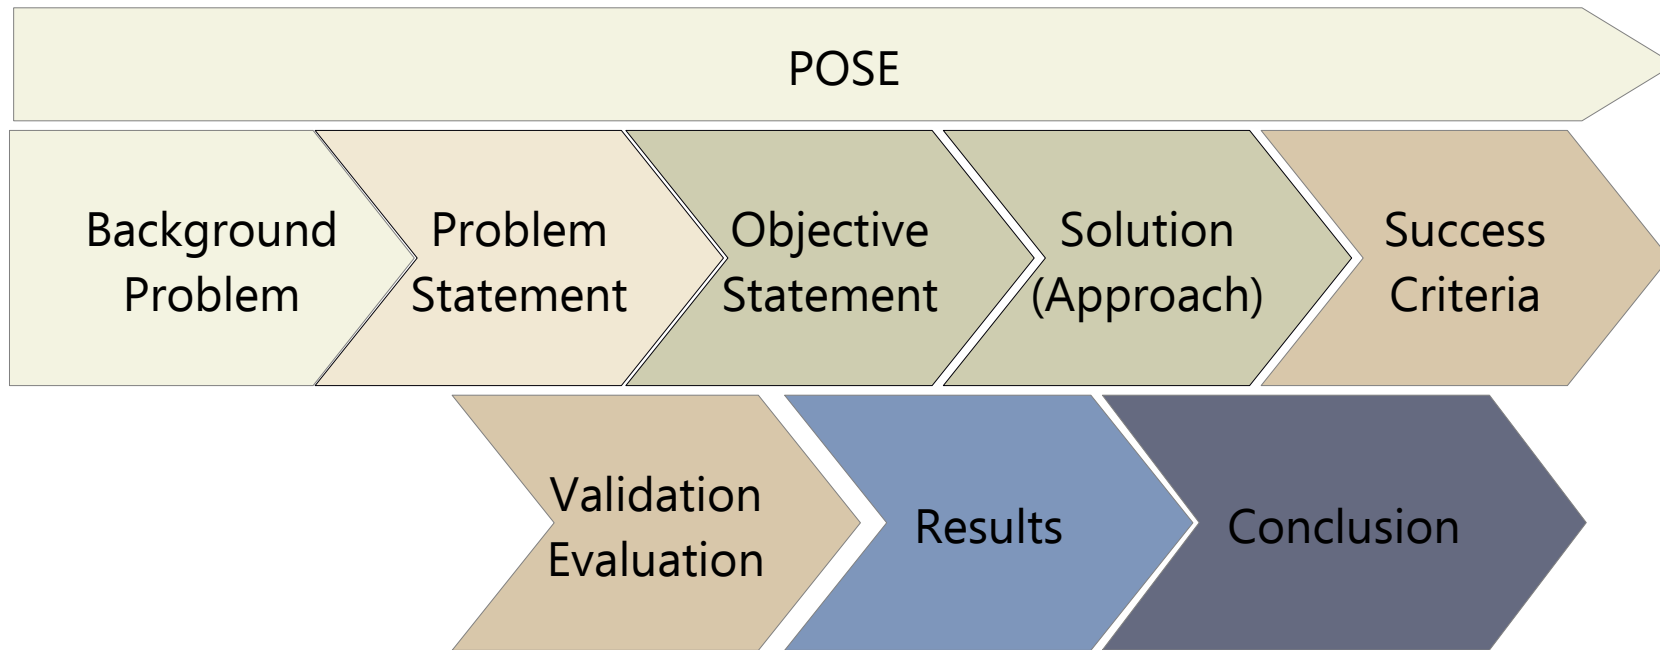 POSE
Background
Problem
Problem
Statement
Objective
Statement
Solution
(Approach)
Success
Criteria
Validation
Evaluation
Results
Conclusion